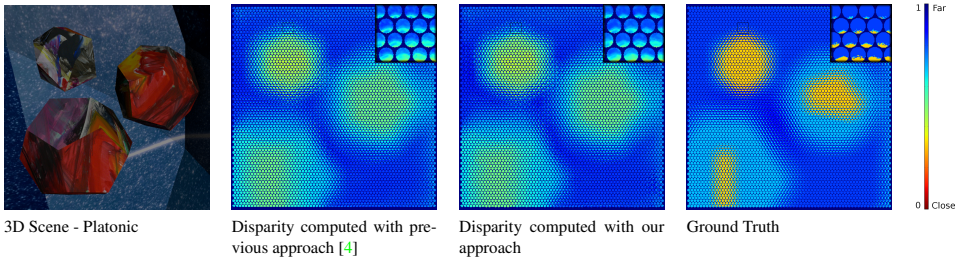 1 Far
0 Close
3D Scene - Platonic
Disparity computed with pre-
vious approach [4]
Disparity computed with our
approach
Ground Truth